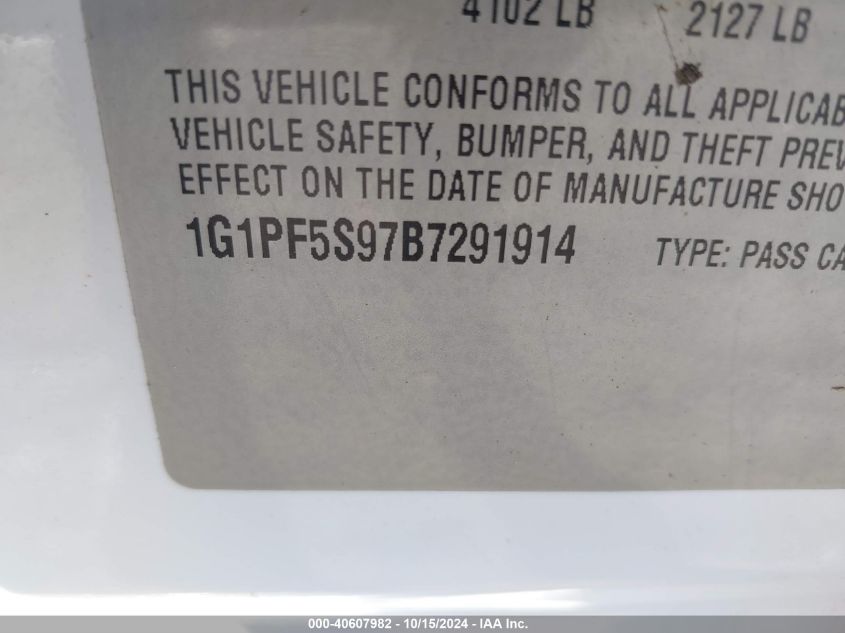 4102 LB 2127 LB
THIS VEHICLE CONFORMS TO ALL APPLICAB
VEHICLE SAFETY, BUMPER, AND THEFT PREV
EFFECT ON THE DATE OF MANUFACTURE SHO
1G1PF5S97B7291914 TYPE: PASS CA
000-40607982 - 10/15/2024 - IAA Inc.